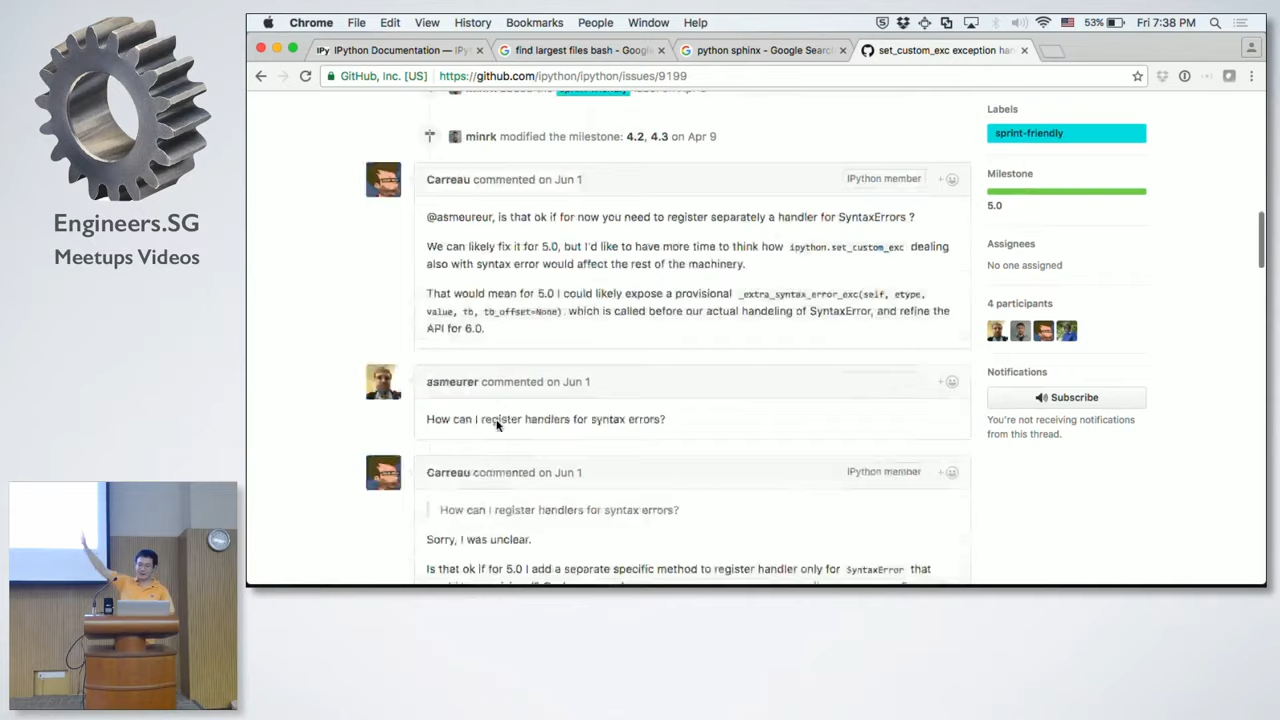 Engineers.SG
Meetups Videos
Chrome File Edit View History Bookmarks People Window Help
53% Fri 7:38 PM
IPython Documentation — IPy
find largest files bash - Google
python sphinx - Google Search
set_custom_exc exception han
GitHub, Inc. [US] https://github.com/ipython/ipython/issues/9199
minrk modified the milestone: 4.2, 4.3 on Apr 9
Carreau commented on Jun 1
IPython member
@asmeureur, is that ok if for now you need to register separately a handler for SyntaxErrors ?
We can likely fix it for 5.0, but I'd like to have more time to think how ipython.set_custom_exc dealing
also with syntax error would affect the rest of the machinery.
That would mean for 5.0 I could likely expose a provisional _extra_syntax_error_exc(self, etype,
value, tb, tb_offset=None) which is called before our actual handeling of SyntaxError, and refine the
API for 6.0.
asmeurer commented on Jun 1
How can I register handlers for syntax errors?
Carreau commented on Jun 1
IPython member
How can I register handlers for syntax errors?
Sorry, I was unclear.
Is that ok if for 5.0 I add a separate specific method to register handler only for SyntaxError that
Labels
sprint-friendly
Milestone
5.0
Assignees
No one assigned
4 participants
Notifications
Subscribe
You're not receiving notifications
from this thread.